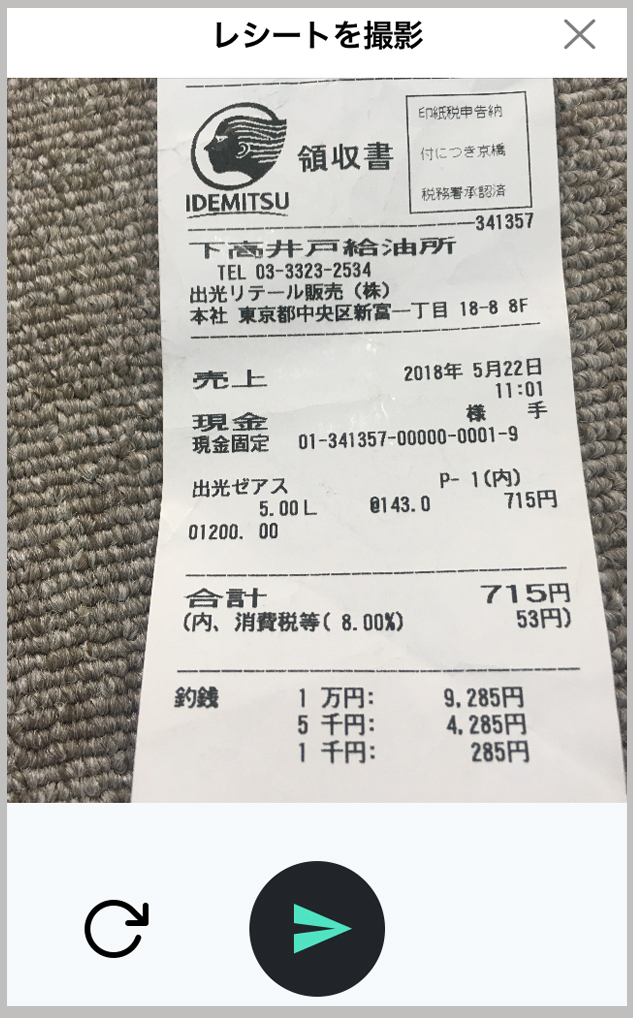 レシートを撮影
IDEMITSU
領収書
印紙税申告納
付につき京橋
税務署承認済
341357
下高井戸給油所
TEL 03-3323-2534
出光リテール販売（株）
本社 東京都中央区新富一丁目 18-8 8F
売上 2018年 5月22日
11:01
現金 様 手
現金固定 01-341357-00000-0001-9
出光ゼアス P- 1(内)
5.00L @143.0 715円
01200. 00
合計 715円
(内、消費税等( 8.00%) 53円)
釣銭 1 万円: 9,285円
5 千円: 4,285円
1 千円: 285円